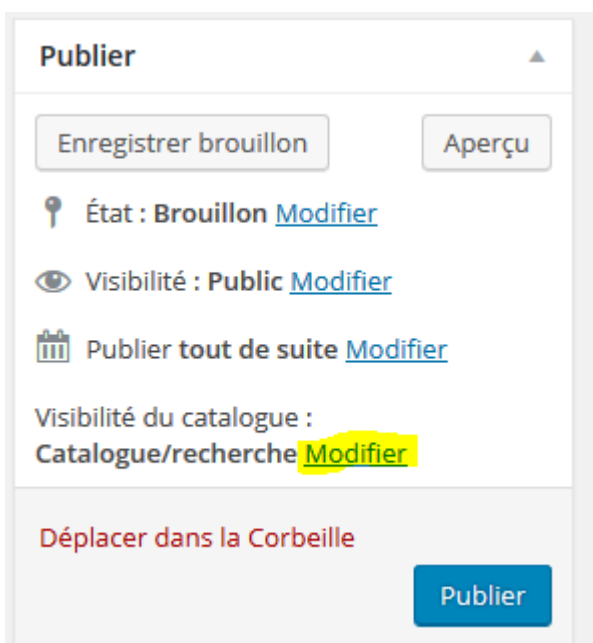 Publier
Enregistrer brouillon Aperçu
État : Brouillon Modifier
Visibilité : Public Modifier
Publier tout de suite Modifier
Visibilité du catalogue :
Catalogue/recherche Modifier
Déplacer dans la Corbeille
Publier